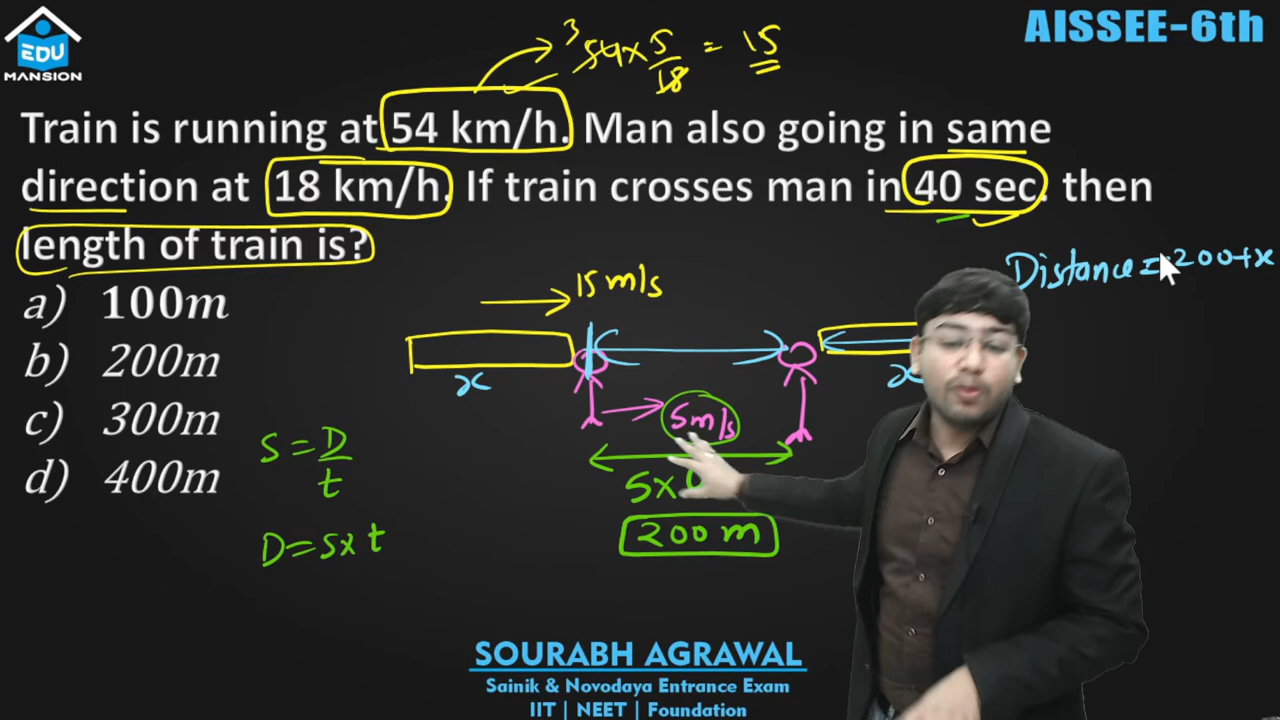 EDU
MANSION
AISSEE-6th
54 × 5/18 = 15
Train is running at 54 km/h. Man also going in same
direction at 18 km/h. If train crosses man in 40 sec. then
length of train is?
Distance = 200+x
a) 100m
b) 200m
c) 300m
d) 400m
15 m/s
x
x
5m/s
S = D/t
5×
200 m
D = S × t
SOURABH AGRAWAL
Sainik & Novodaya Entrance Exam
IIT | NEET | Foundation